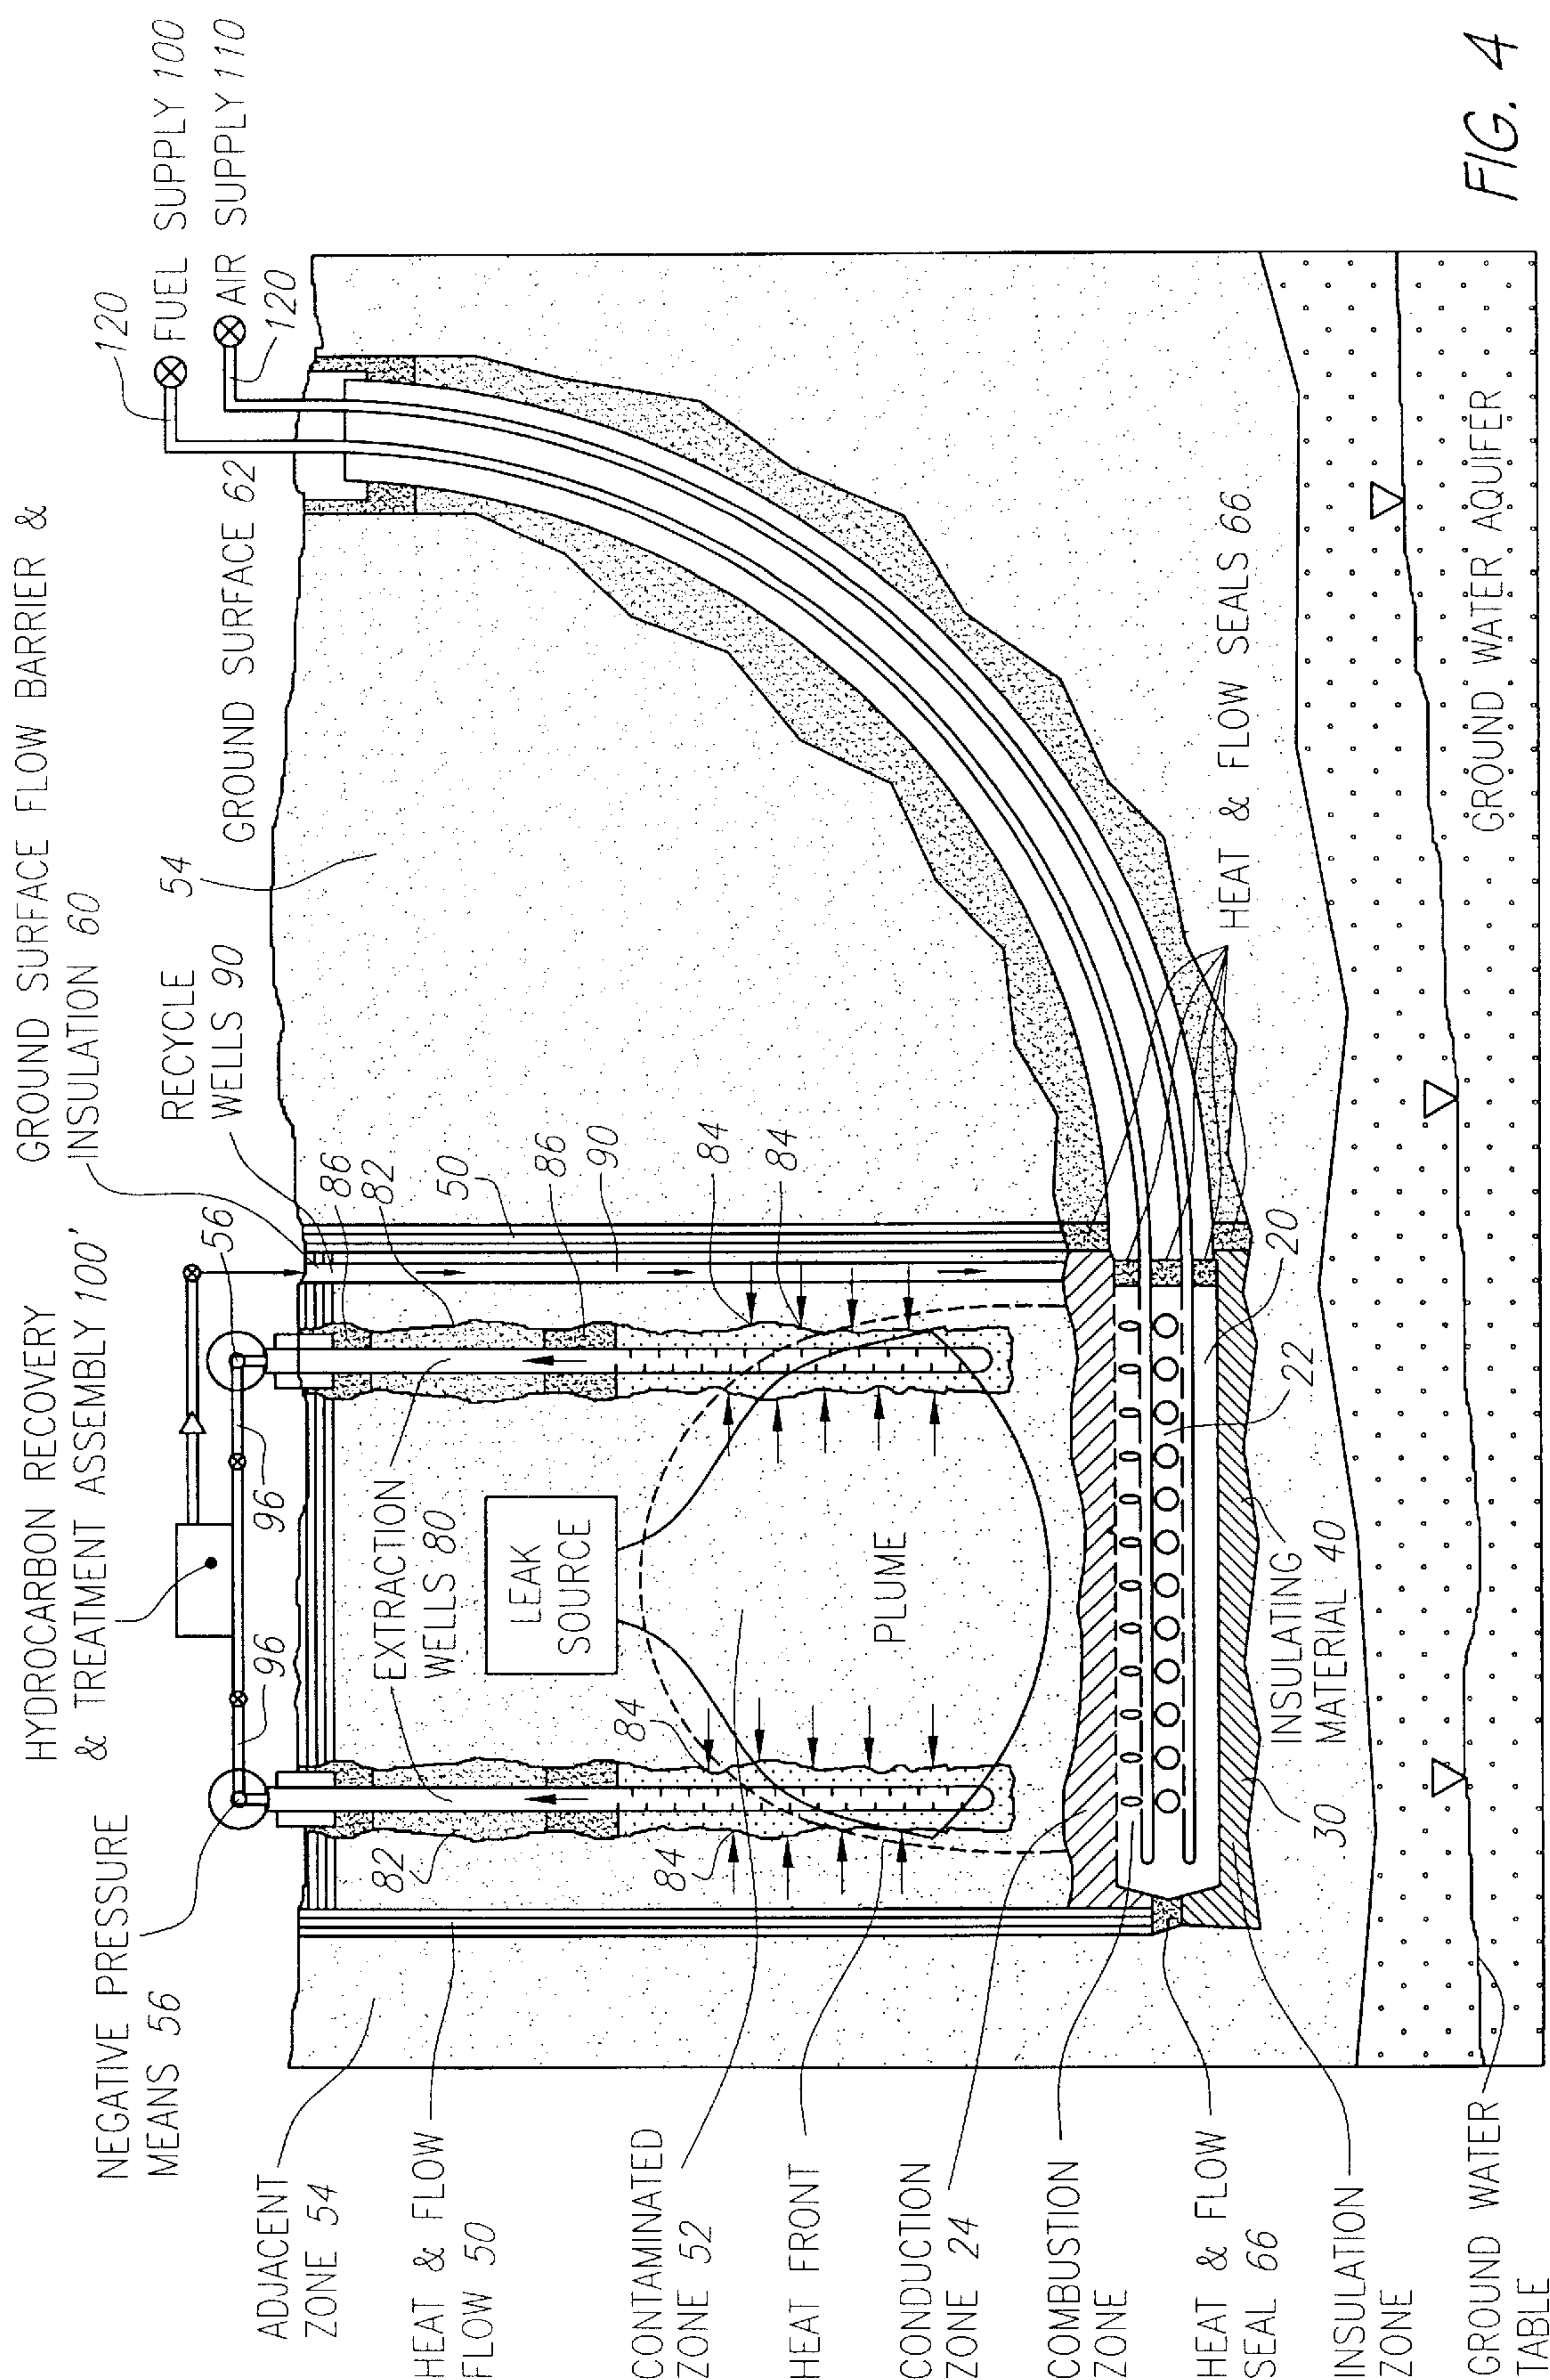 HYDROCARBON RECOVERY
& TREATMENT ASSEMBLY 100'
GROUND SURFACE FLOW BARRIER &
INSULATION 60
NEGATIVE PRESSURE
MEANS 56
56
RECYCLE
WELLS 90
54
GROUND SURFACE 62
120
FUEL SUPPLY 100
AIR SUPPLY 110
120
96
96
ADJACENT
ZONE 54
HEAT & FLOW
FLOW 50
CONTAMINATED
ZONE 52
HEAT FRONT
CONDUCTION
ZONE 24
COMBUSTION
ZONE
HEAT & FLOW
SEAL 66
INSULATION
ZONE
GROUND WATER
TABLE
82
84
84
EXTRACTION
WELLS 80
LEAK
SOURCE
PLUME
86
82
50
86
90
84
84
30
INSULATING
MATERIAL 40
22
20
HEAT & FLOW SEALS 66
GROUND WATER AQUIFER
FIG. 4